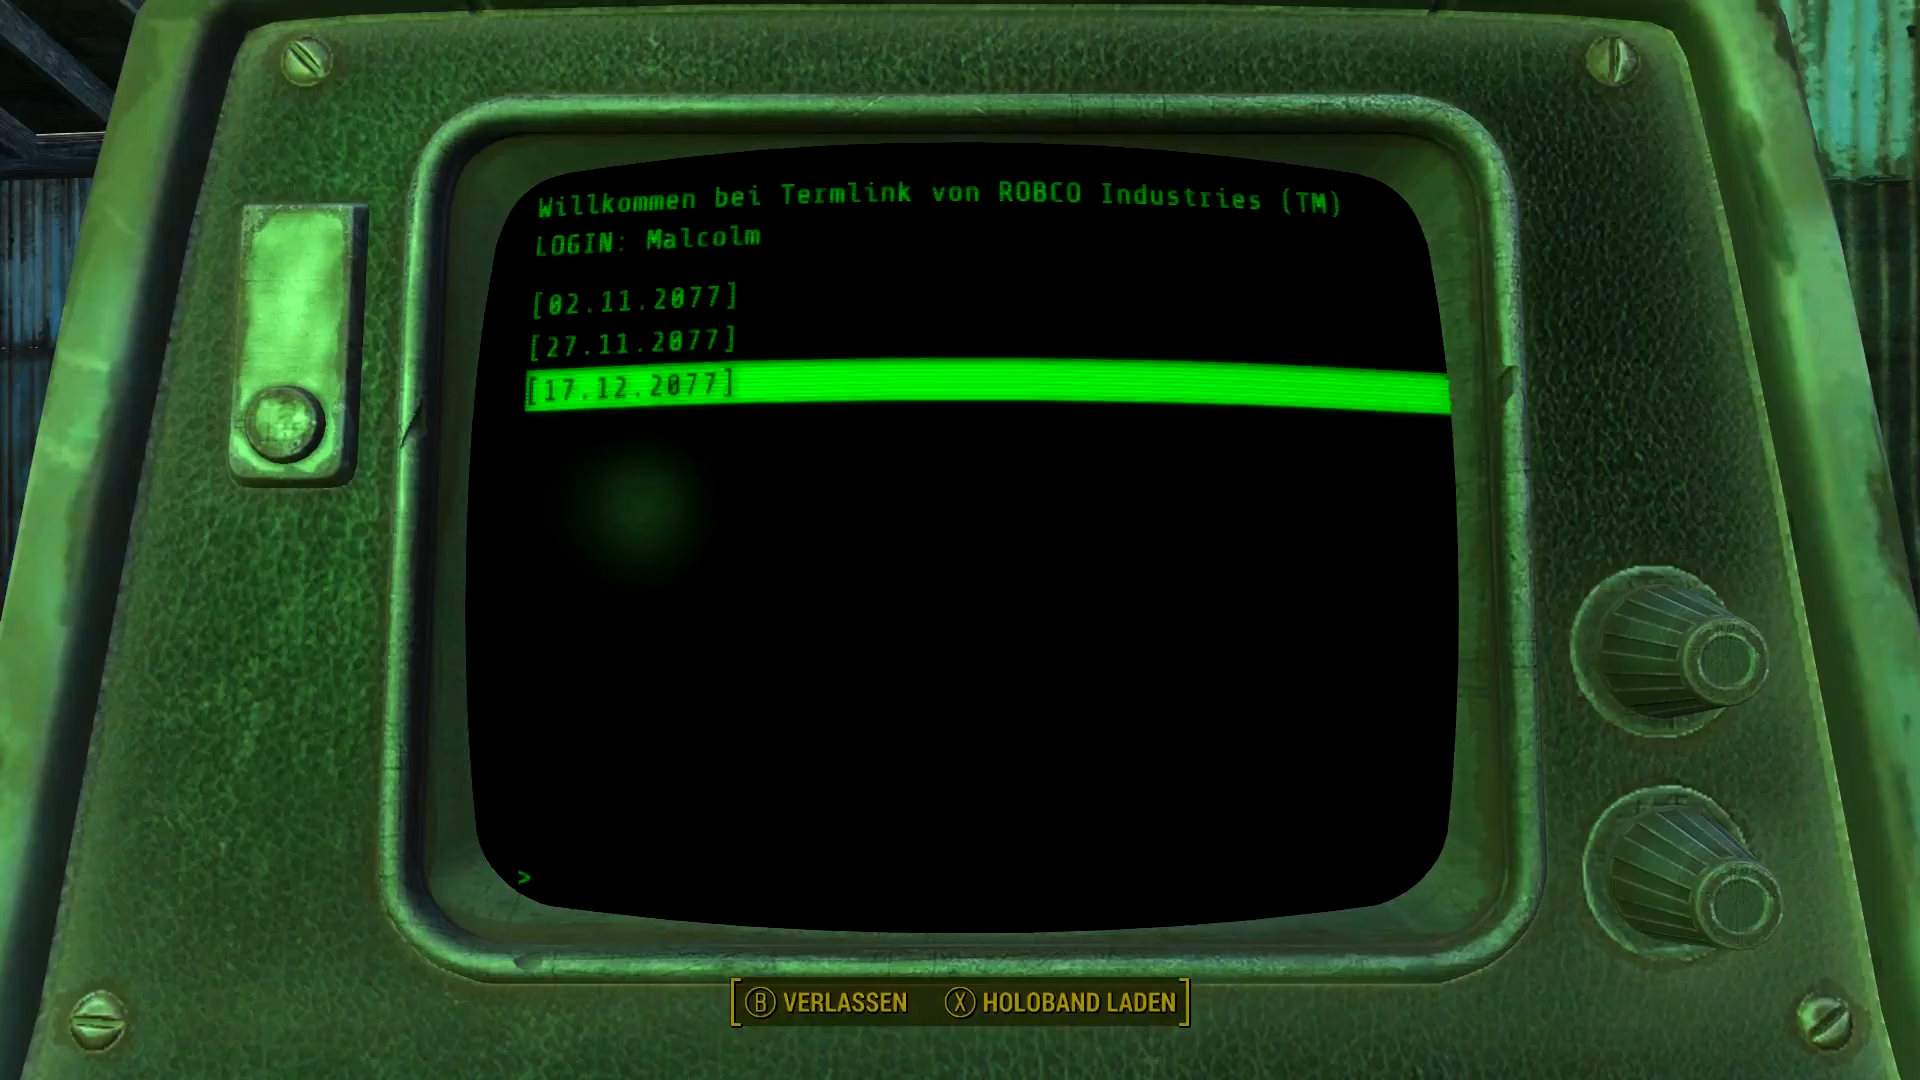 Willkommen bei Termlink von ROBCO Industries (TM)
LOGIN: Malcolm
[02.11.2077]
[27.11.2077]
[17.12.2077]
>
B VERLASSEN X HOLOBAND LADEN